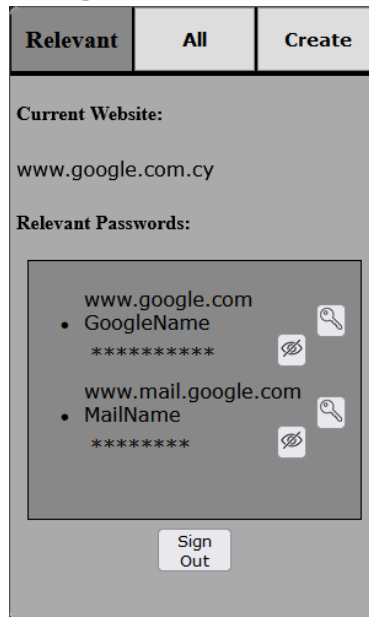 Relevant All Create
Current Website:
www.google.com.cy
Relevant Passwords:
www.google.com
• GoogleName
**********
www.mail.google.com
• MailName
********
Sign
Out